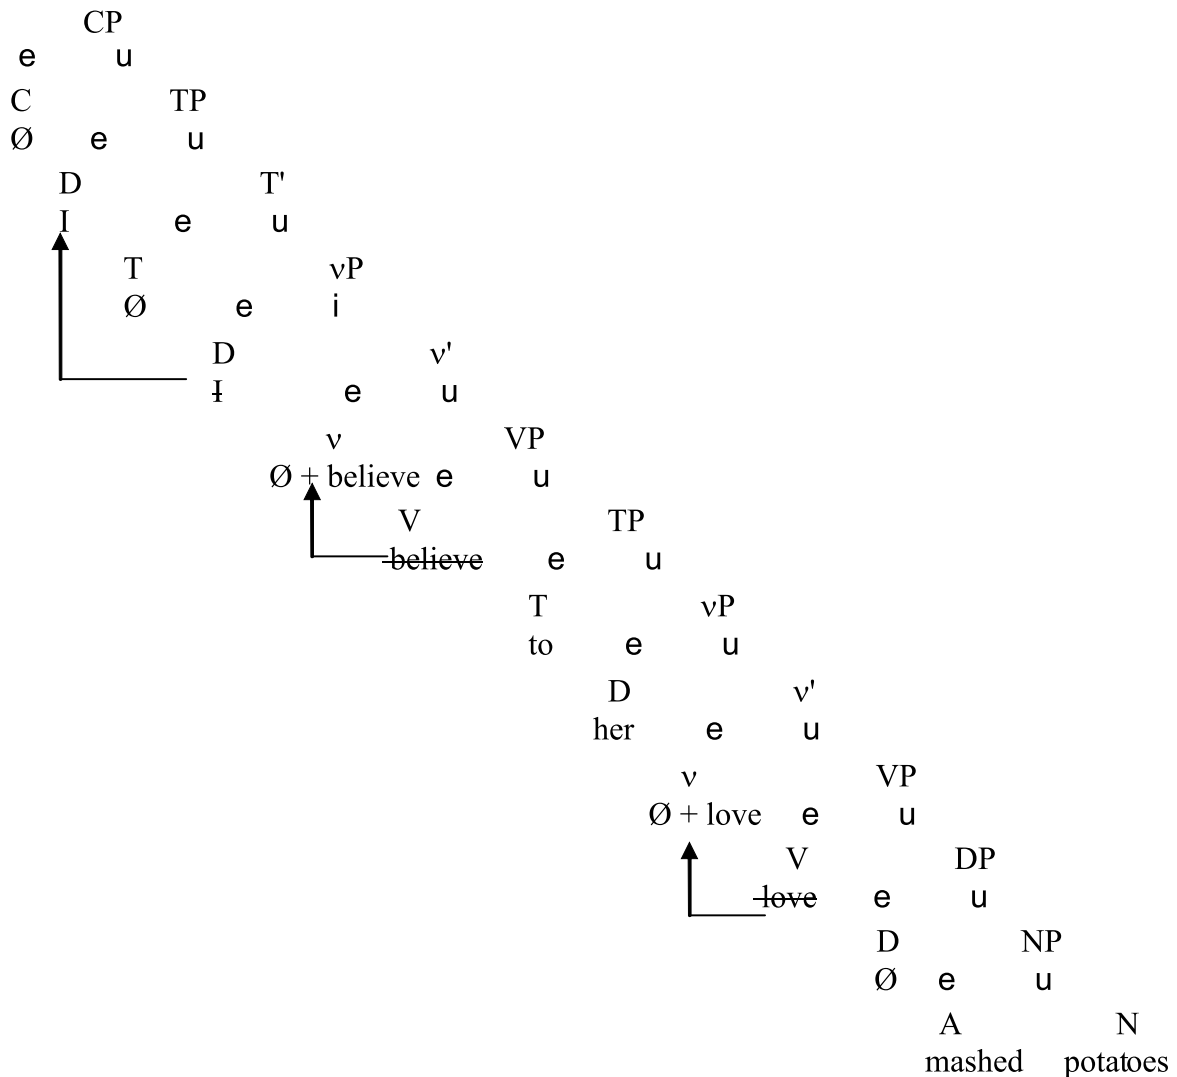 CP
e u
C TP
Ø e u
D T'
I e u
T νP
Ø e i
D ν'
I e u
ν VP
Ø + believe e u
V TP
believe e u
T νP
to e u
D ν'
her e u
ν VP
Ø + love e u
V DP
love e u
D NP
Ø e u
A N
mashed potatoes